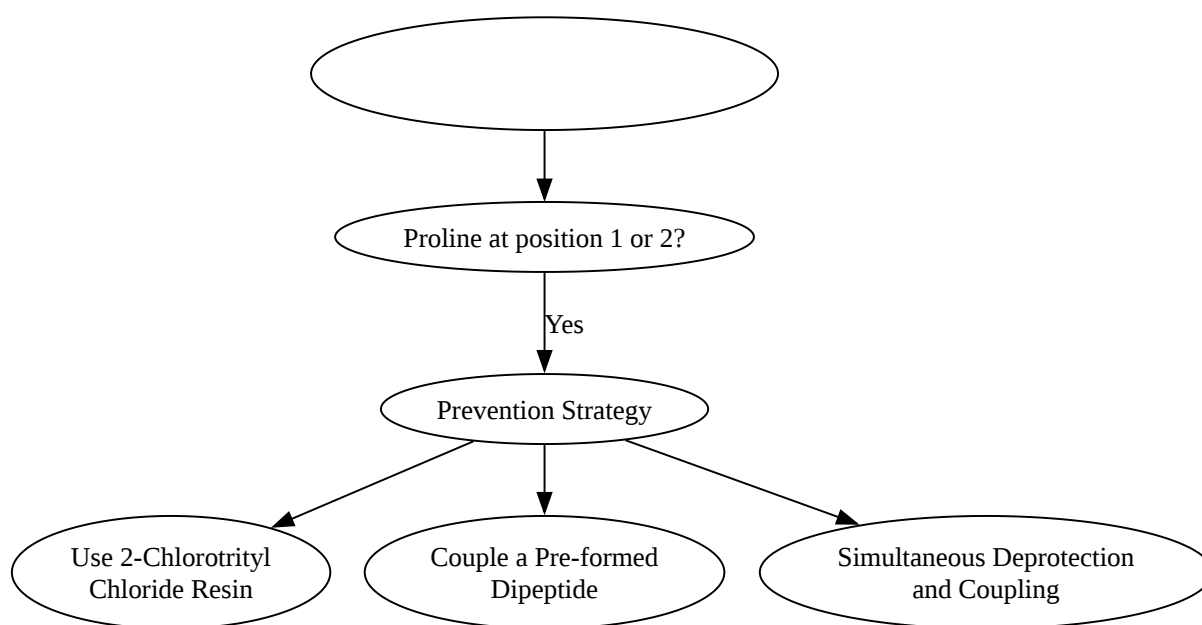 Proline at position 1 or 2?
Yes
Prevention Strategy
Use 2-Chlorotrityl
Chloride Resin
Couple a Pre-formed
Dipeptide
Simultaneous Deprotection
and Coupling